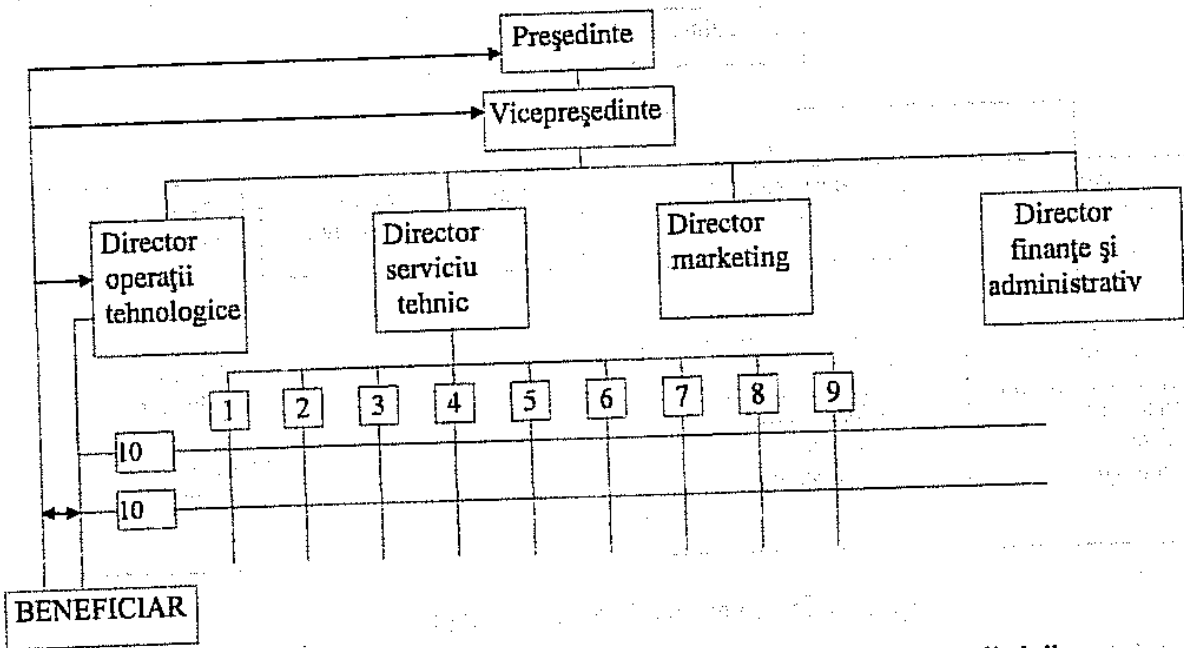 Preşedinte
Vicepreşedinte
Director
operaţii
tehnologice
Director
serviciu
tehnic
Director
marketing
Director
finanţe şi
administrativ
1 2 3 4 5 6 7 8 9
10
10
BENEFICIAR